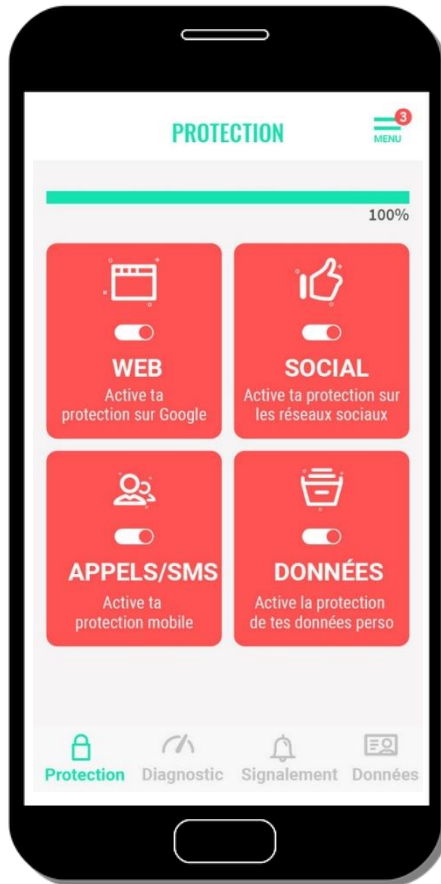 PROTECTION
3
MENU
100%
WEB
Active ta
protection sur Google
SOCIAL
Active ta protection sur
les réseaux sociaux
APPELS/SMS
Active ta
protection mobile
DONNÉES
Active la protection
de tes données perso
Protection Diagnostic Signalement Données